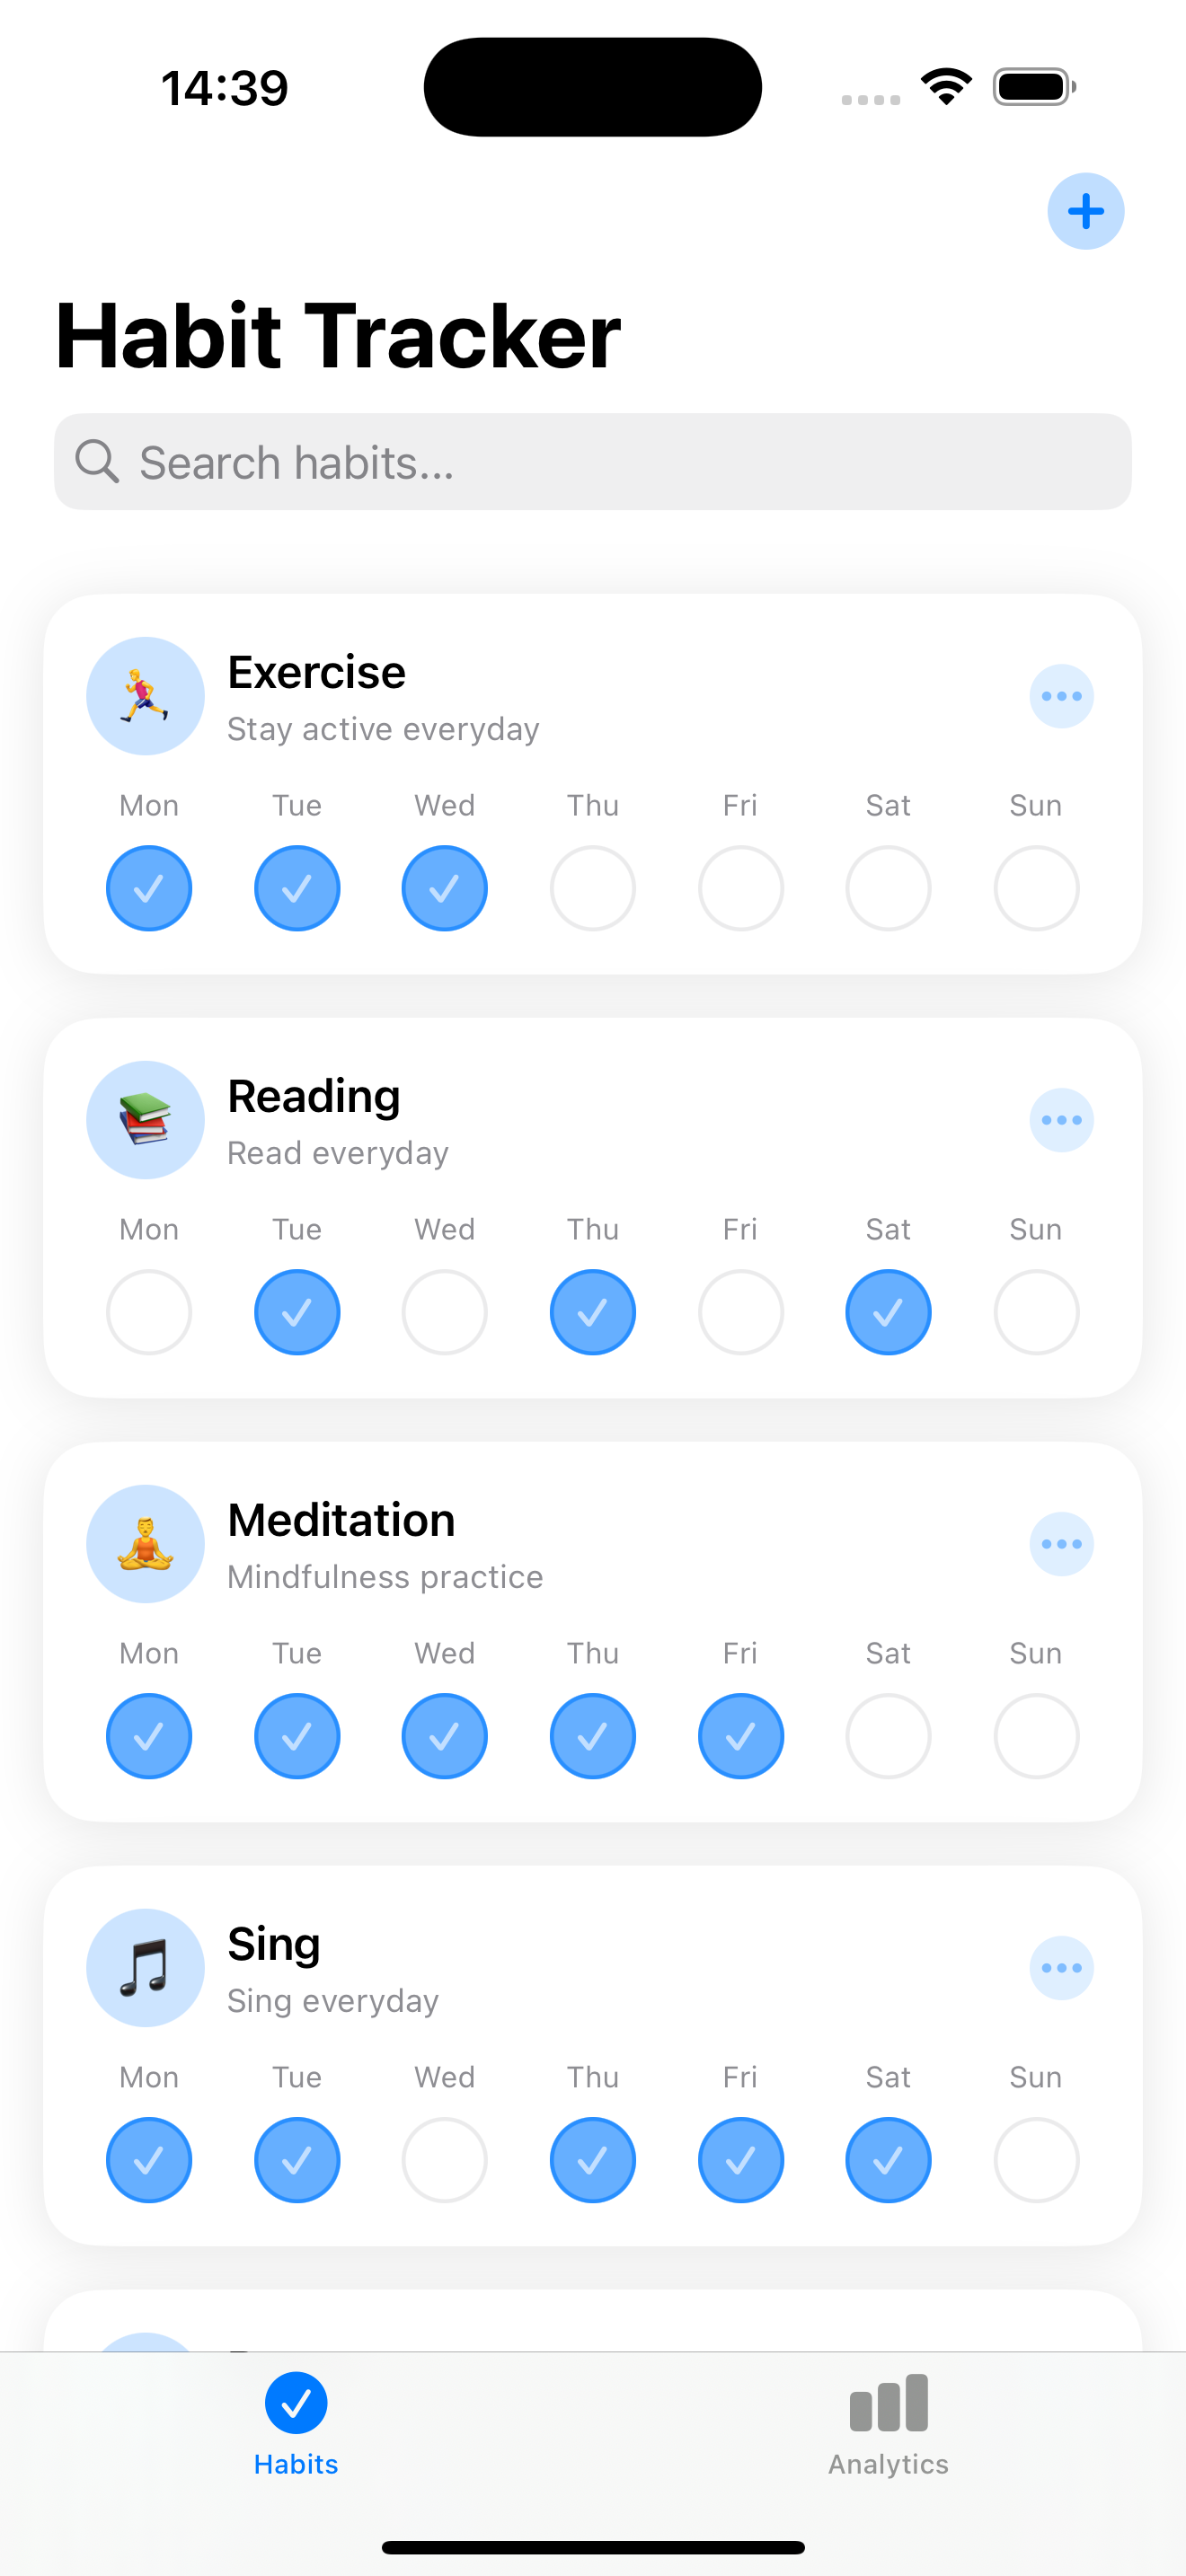 14:39
Habit Tracker
Search habits...
Exercise
Stay active everyday
Mon Tue Wed Thu Fri Sat Sun
Reading
Read everyday
Mon Tue Wed Thu Fri Sat Sun
Meditation
Mindfulness practice
Mon Tue Wed Thu Fri Sat Sun
Sing
Sing everyday
Mon Tue Wed Thu Fri Sat Sun
Habits Analytics